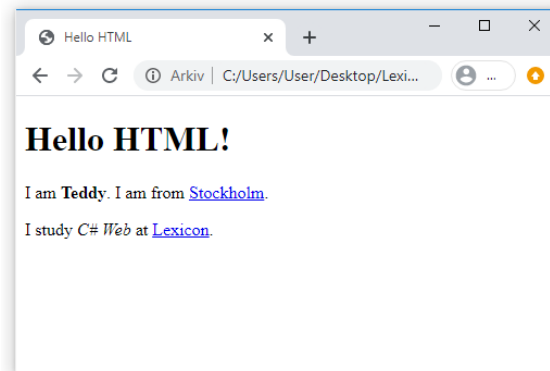 Hello HTML
Arkiv | C:/Users/User/Desktop/Lexi... ...
Hello HTML!
I am Teddy. I am from Stockholm.
I study C# Web at Lexicon.